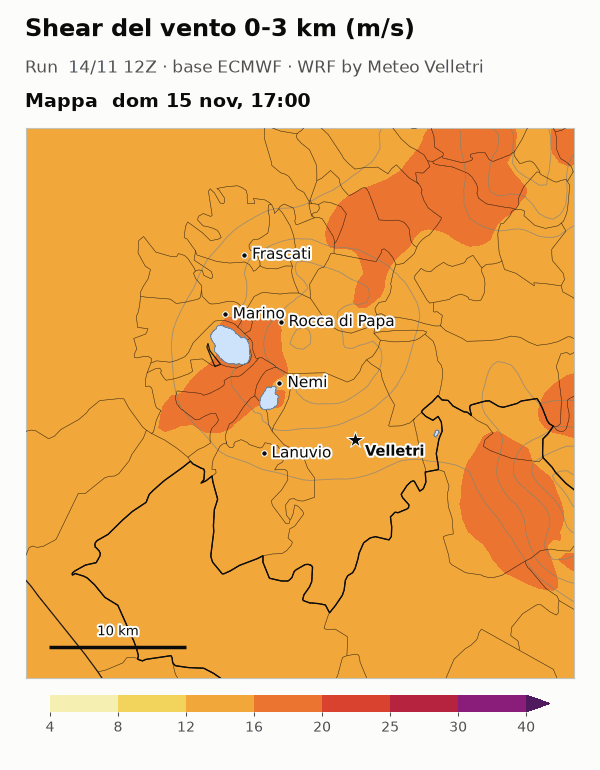 Shear del vento 0-3 km (m/s)
Run  14/11 12Z · base ECMWF · WRF by Meteo Velletri
Mappa  dom 15 nov, 17:00
Frascati
Marino
Rocca di Papa
Nemi
Velletri
Lanuvio
10 km
4 8 12 16 20 25 30 40